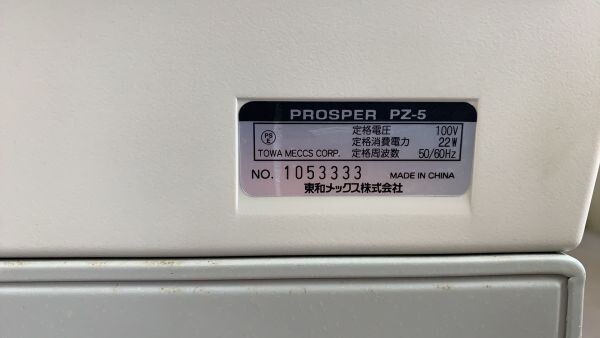 PROSPER PZ-5
PS E 定格電圧 100V
定格消費電力 22W
TOWA MECCS CORP. 定格周波数 50/60Hz
NO. 1053333 MADE IN CHINA
東和メックス株式会社